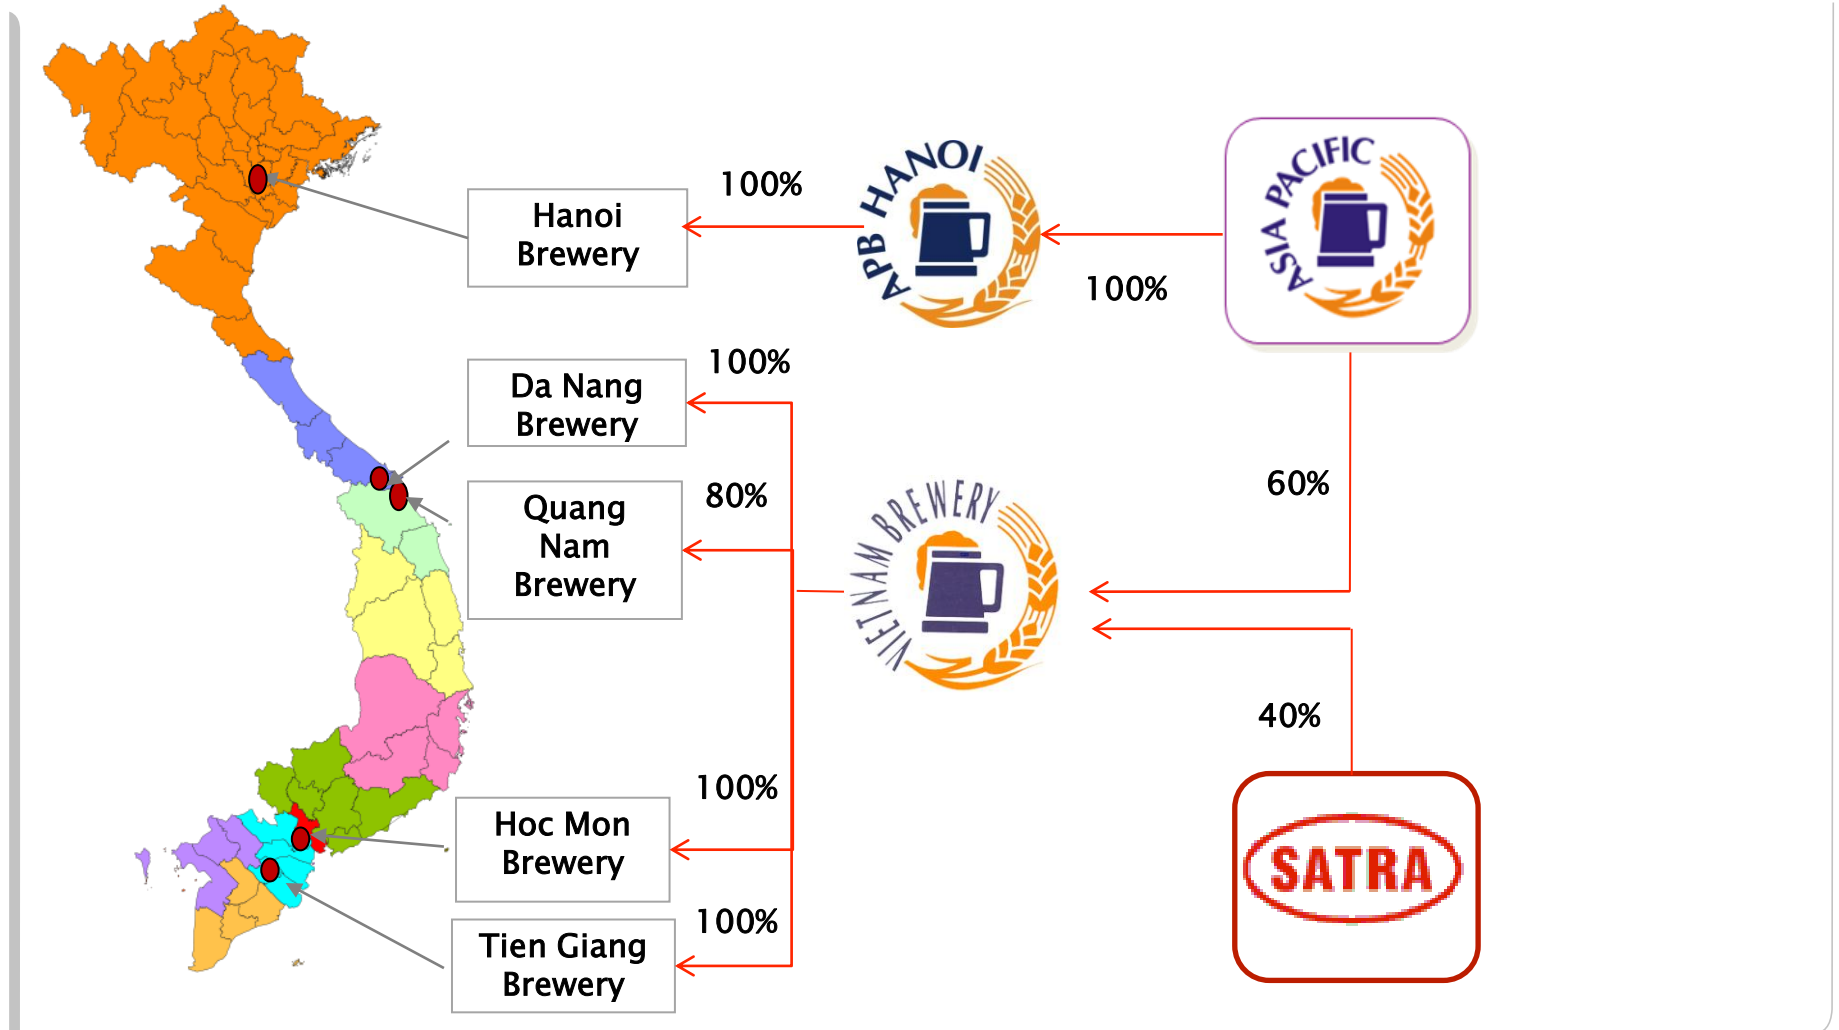 APB HANOI
ASIA PACIFIC
100%
Hanoi
Brewery
100%
100%
Da Nang
Brewery
60%
80%
Quang
Nam
Brewery
VIETNAM BREWERY
40%
100%
Hoc Mon
Brewery
SATRA
100%
Tien Giang
Brewery